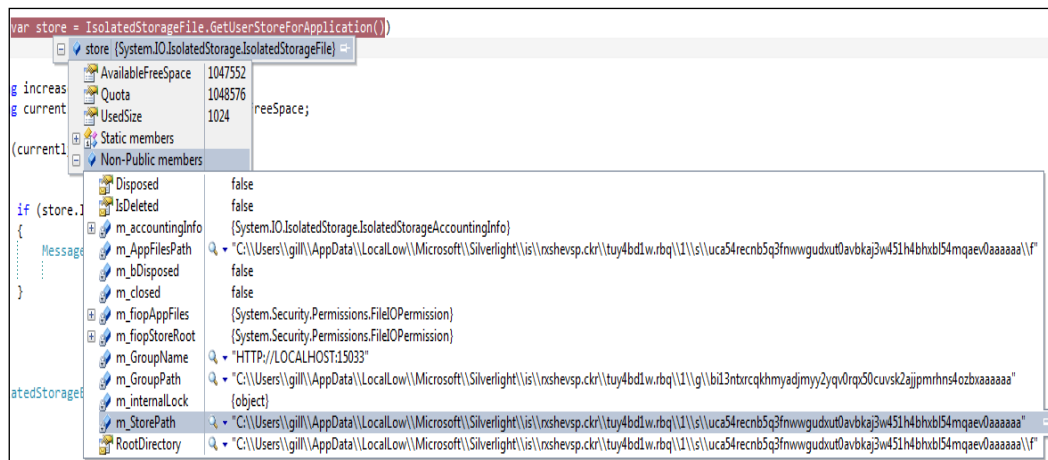 var store = IsolatedStorageFile.GetUserStoreForApplication())
store {System.IO.IsolatedStorage.IsolatedStorageFile}
AvailableFreeSpace 1047552
g increas Quota 1048576
g current UsedSize 1024 reeSpace;
Static members
(currentl Non-Public members
Disposed false
if (store.I IsDeleted false
{ m_accountingInfo {System.IO.IsolatedStorage.IsolatedStorageAccountingInfo}
Message m_AppFilesPath "C:\\Users\\gill\\AppData\\LocalLow\\Microsoft\\Silverlight\\is\\nxshevsp.ckr\\tuy4bd1w.rbq\\1\\s\\uca54recnb5q3fnwwgudxut0avbkaj3w451h4bhxbl54mqaev0aaaaaa\\f"
m_bDisposed false
} m_closed false
m_fiopAppFiles {System.Security.Permissions.FileIOPermission}
m_fiopStoreRoot {System.Security.Permissions.FileIOPermission}
m_GroupName "HTTP://LOCALHOST:15033"
m_GroupPath "C:\\Users\\gill\\AppData\\LocalLow\\Microsoft\\Silverlight\\is\\nxshevsp.ckr\\tuy4bd1w.rbq\\1\\g\\bi13ntxrcqkhmyadjmyy2yqv0rqx50cuvsk2ajjpmrhns4ozbxaaaaaa"
atedStorageE m_internalLock {object}
m_StorePath "C:\\Users\\gill\\AppData\\LocalLow\\Microsoft\\Silverlight\\is\\nxshevsp.ckr\\tuy4bd1w.rbq\\1\\s\\uca54recnb5q3fnwwgudxut0avbkaj3w451h4bhxbl54mqaev0aaaaaa"
RootDirectory "C:\\Users\\gill\\AppData\\LocalLow\\Microsoft\\Silverlight\\is\\nxshevsp.ckr\\tuy4bd1w.rbq\\1\\s\\uca54recnb5q3fnwwgudxut0avbkaj3w451h4bhxbl54mqaev0aaaaaa\\f"